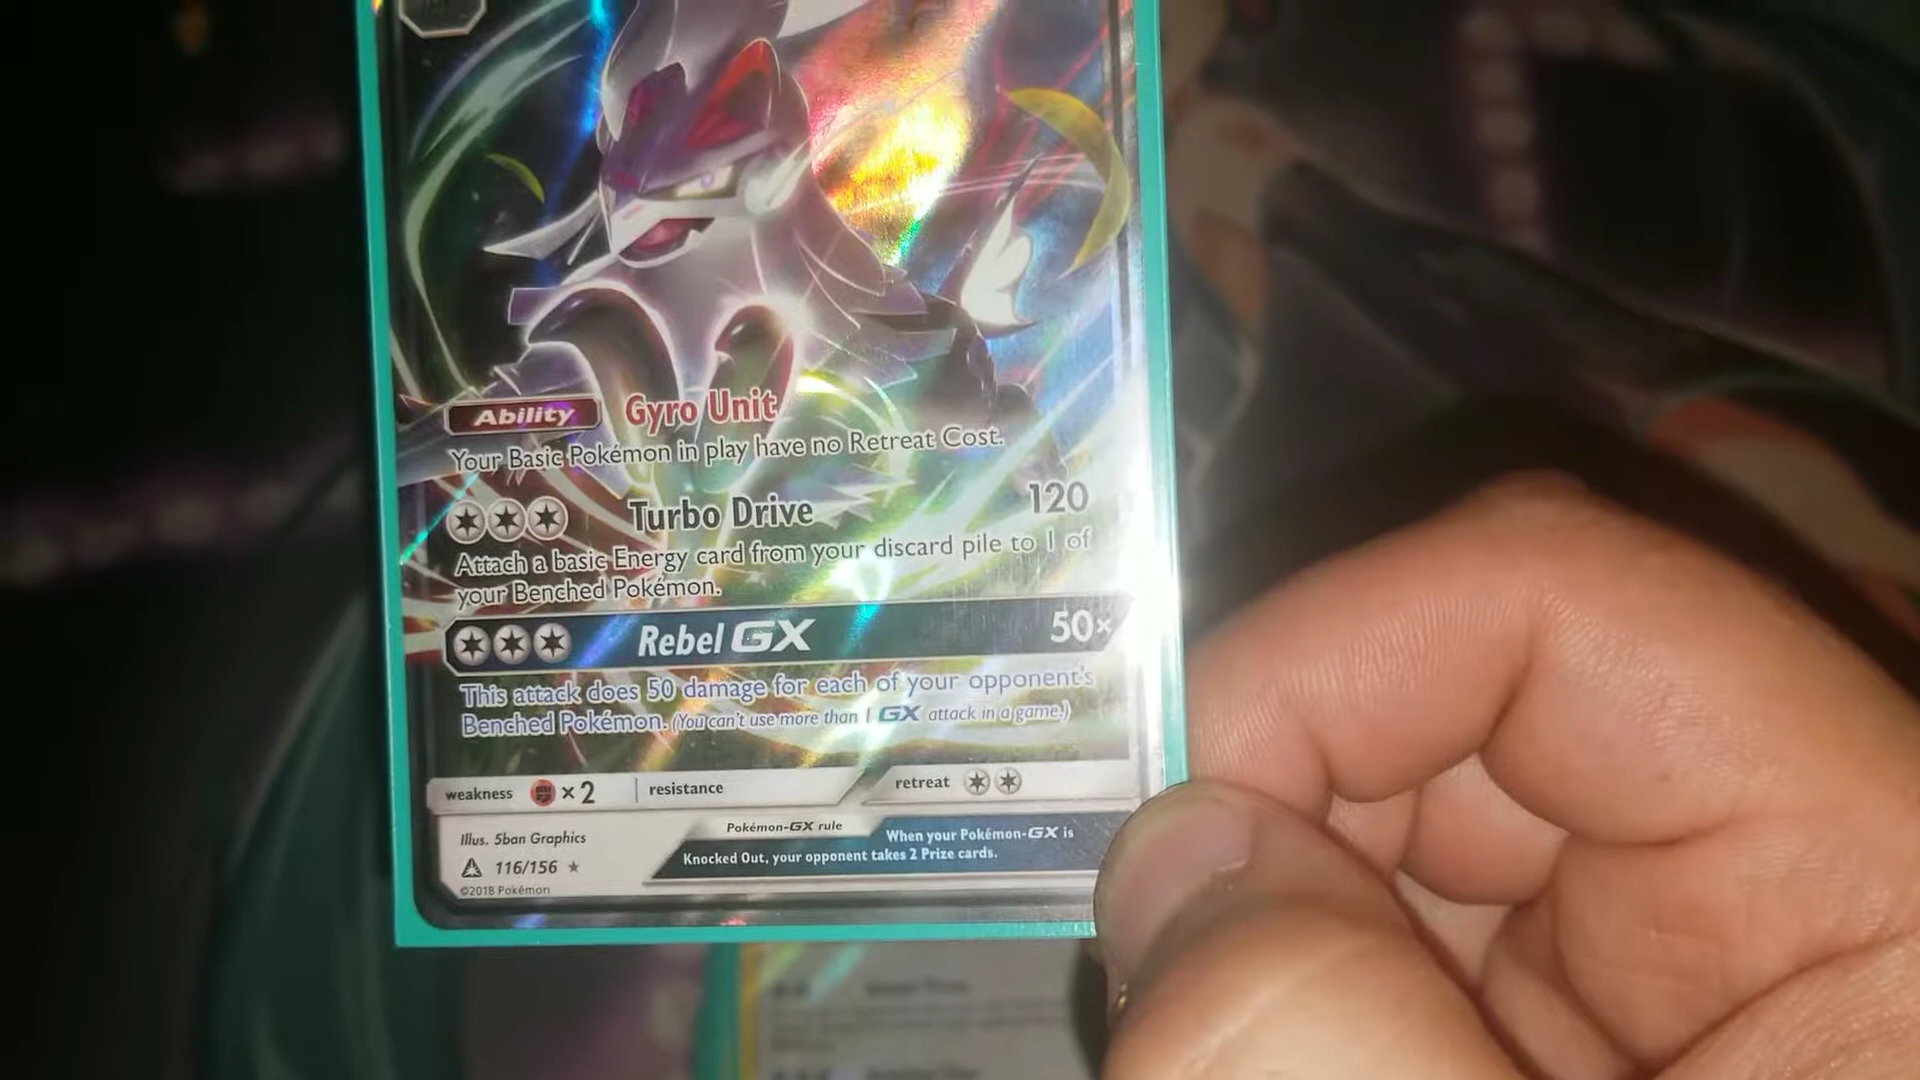 Ability Gyro Unit
Your Basic Pokémon in play have no Retreat Cost.
Turbo Drive 120
Attach a basic Energy card from your discard pile to 1 of
your Benched Pokémon.
Rebel GX 50×
This attack does 50 damage for each of your opponent's
Benched Pokémon. (You can't use more than 1 GX attack in a game.)
weakness ×2 resistance retreat
Illus. 5ban Graphics
Pokémon-GX rule
When your Pokémon-GX is
Knocked Out, your opponent takes 2 Prize cards.
116/156 ★
©2018 Pokémon